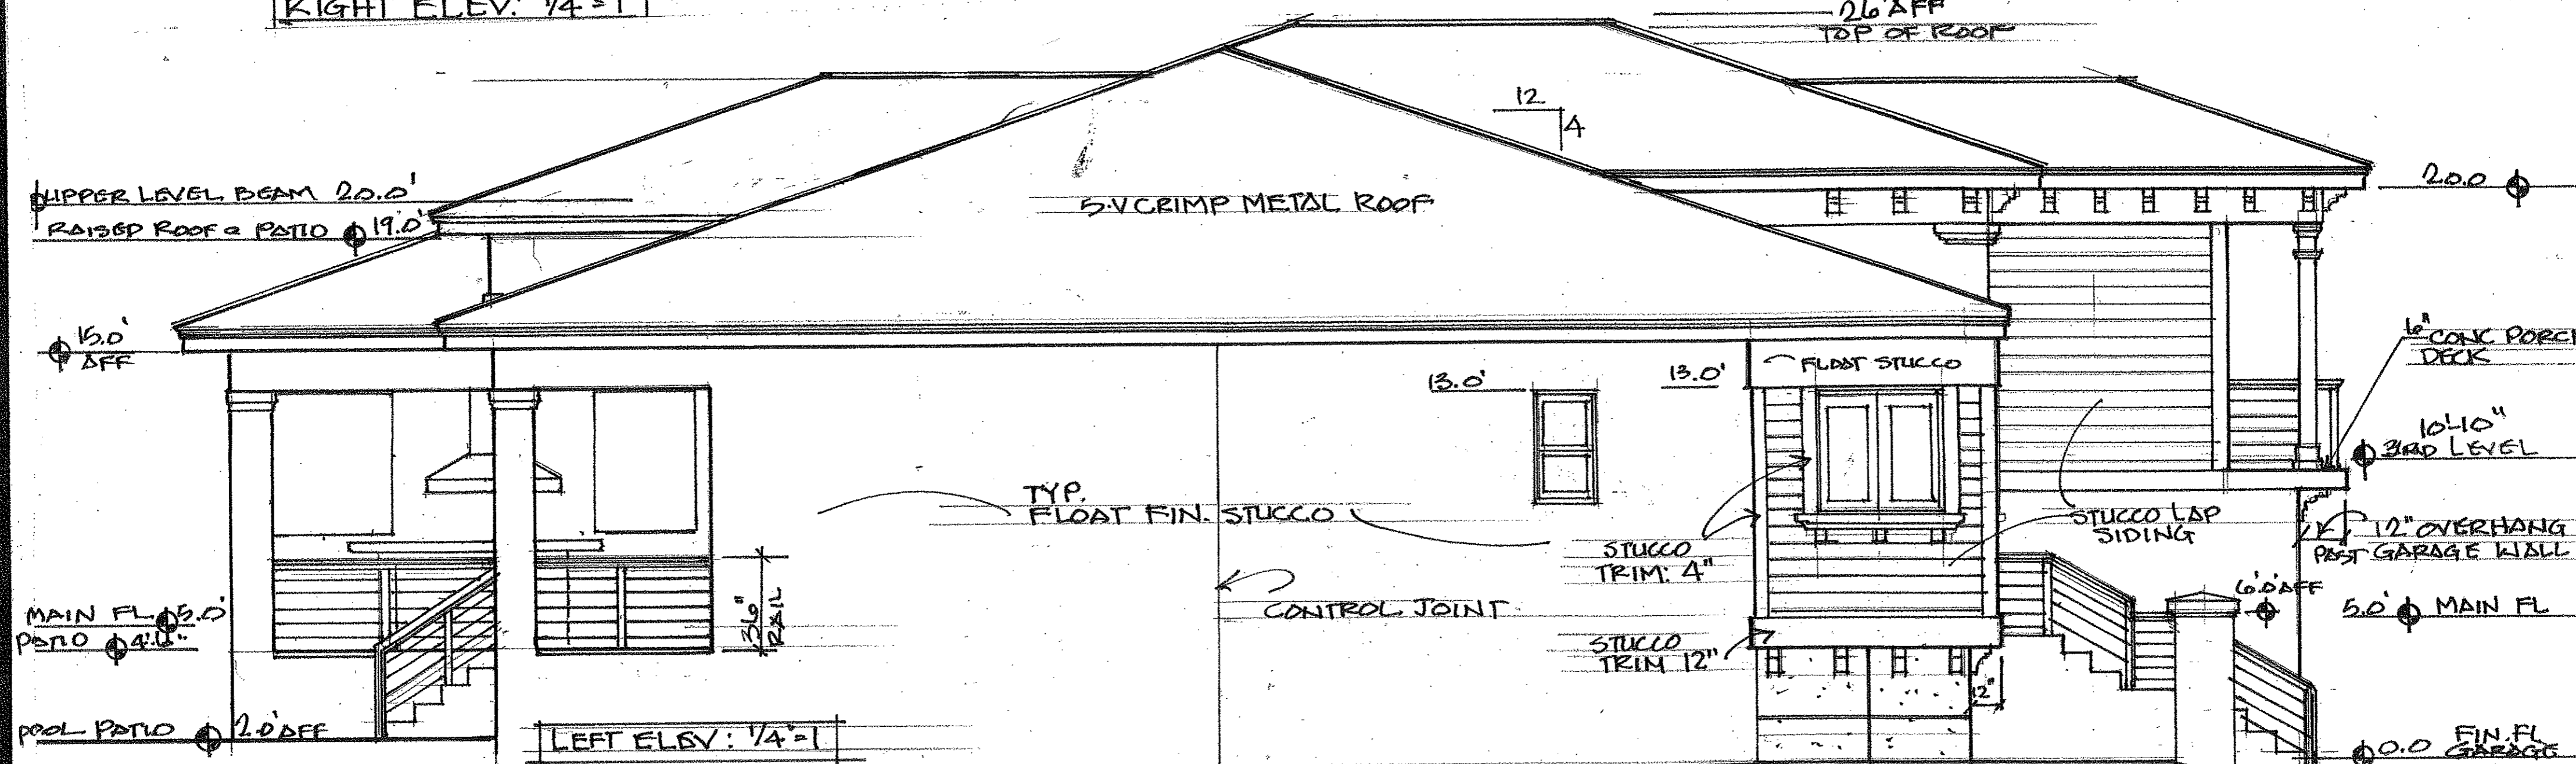 RIGHT ELEV: 1/4"=1
26' AFF
TOP OF ROOF
12
4
UPPER LEVEL BEAM 20.0'
RAISED ROOF @ PATIO 19.0'
5-V CRIMP METAL ROOF
20.0
15.0'
AFF
6" CONC PORCH
DECK
FLOAT STUCCO
13.0'
13.0'
10'-10"
3RD LEVEL
TYP.
FLOAT FIN. STUCCO
STUCCO LAP
SIDING
12" OVERHANG
PAST GARAGE WALL
STUCCO
TRIM: 4"
36"
RAIL
CONTROL JOINT
6.0' AFF
MAIN FL 5.0'
PATIO
5.0' MAIN FL
STUCCO
TRIM 12"
12"
POOL PATIO 2.0' AFF
LEFT ELEV: 1/4"=1
0.0 FIN. FL
GARAGE